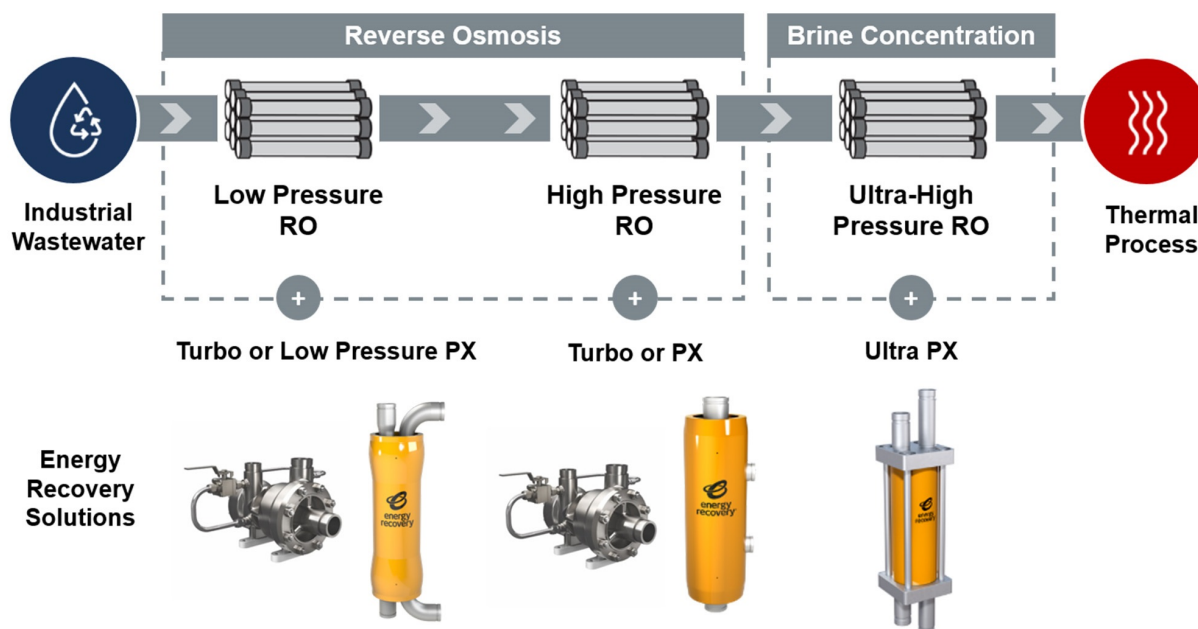 Reverse Osmosis
Brine Concentration
Industrial
Wastewater
Low Pressure
RO
High Pressure
RO
Ultra-High
Pressure RO
Thermal
Process
+
+
+
Turbo or Low Pressure PX
Turbo or PX
Ultra PX
Energy
Recovery
Solutions
energy
recovery
energy
recovery
energy
recovery